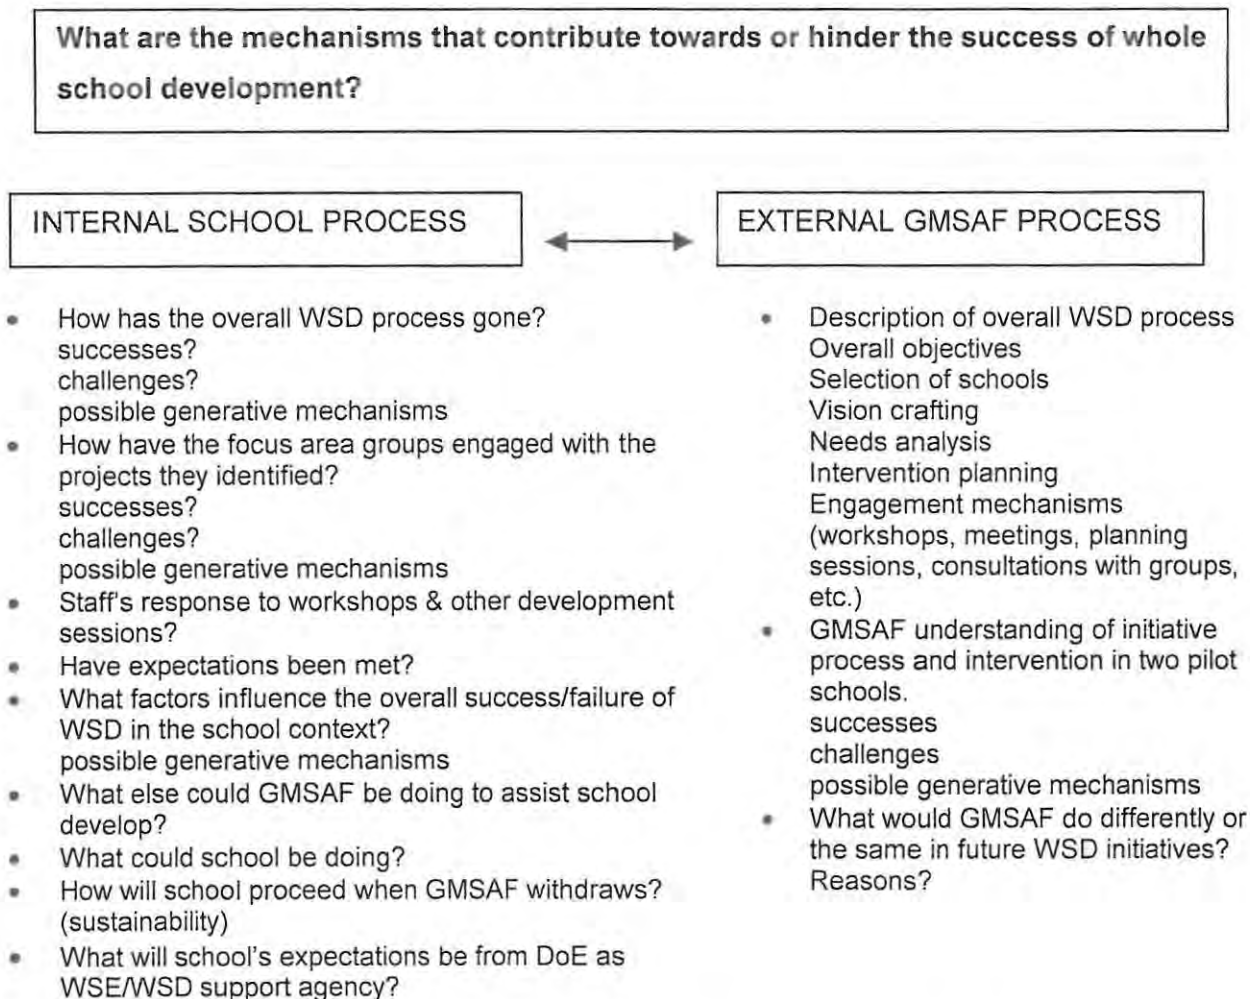 What are the mechanisms that contribute towards or hinder the success of whole
school development?
INTERNAL SCHOOL PROCESS
• How has the overall WSD process gone?
successes?
challenges?
possible generative mechanisms
• How have the focus area groups engaged with the
projects they identified?
successes?
challenges?
possible generative mechanisms
• Staff's response to workshops & other development
sessions?
• Have expectations been met?
• What factors influence the overall success/failure of
WSD in the school context?
possible generative mechanisms
• What else could GMSAF be doing to assist school
develop?
• What could school be doing?
• How will school proceed when GMSAF withdraws?
(sustainability)
• What will school's expectations be from DoE as
WSE/WSD support agency?
EXTERNAL GMSAF PROCESS
• Description of overall WSD process
Overall objectives
Selection of schools
Vision crafting
Needs analysis
Intervention planning
Engagement mechanisms
(workshops, meetings, planning
sessions, consultations with groups,
etc.)
• GMSAF understanding of initiative
process and intervention in two pilot
schools.
successes
challenges
possible generative mechanisms
• What would GMSAF do differently or
the same in future WSD initiatives?
Reasons?